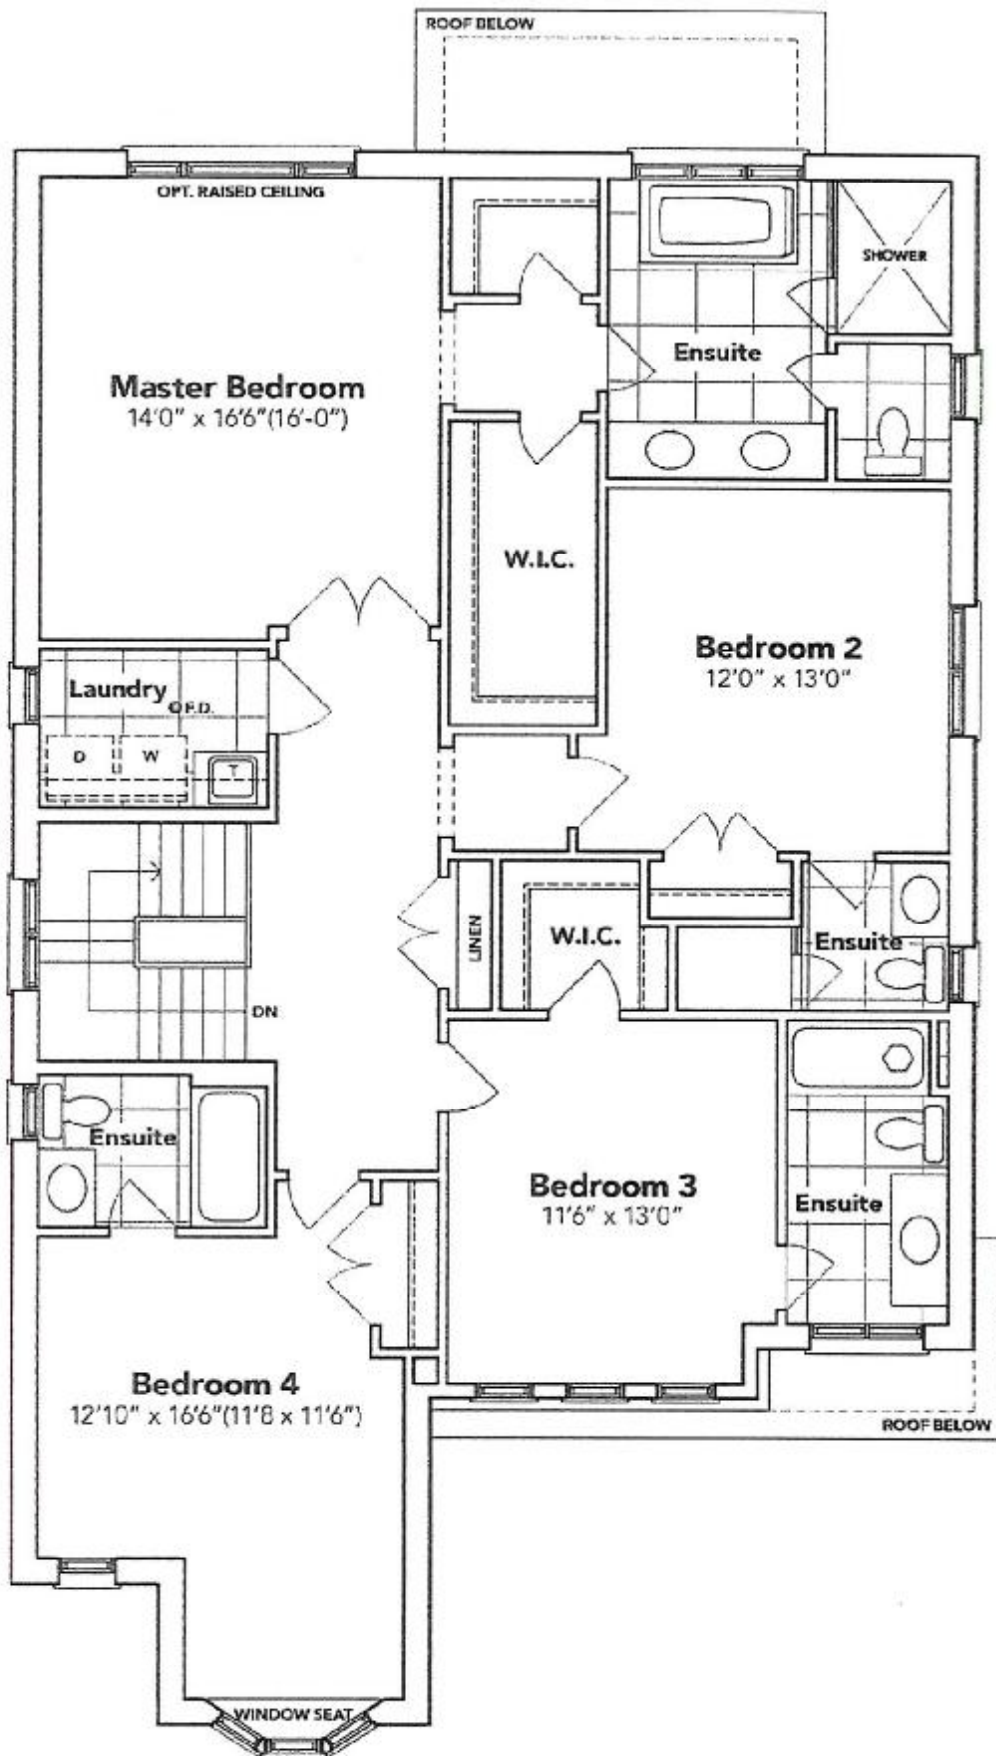 ROOF BELOW
OPT. RAISED CEILING
SHOWER
Ensuite
Master Bedroom
14'0" x 16'6"(16'-0")
W.I.C.
Bedroom 2
12'0" x 13'0"
Laundry
F.D.
D
W
T
LINEN
W.I.C.
Ensuite
DN
Ensuite
Bedroom 3
11'6" x 13'0"
Ensuite
Bedroom 4
12'10" x 16'6"(11'8 x 11'6")
ROOF BELOW
WINDOW SEAT